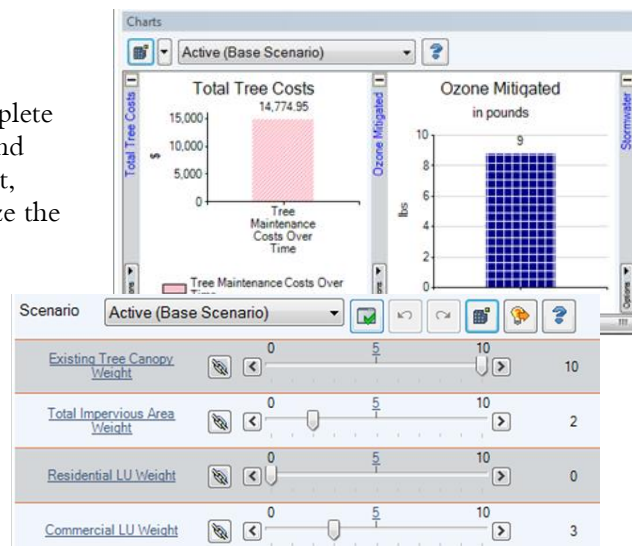 Charts
Active (Base Scenario)
Total Tree Costs
Total Tree Costs
14,774.95
15,000
10,000
5,000
0
$
Tree
Maintenance
Costs Over
Time
Tree Maintenance Costs Over
Ozone Mitigated
Ozone Mitigated
in pounds
9
10
8
6
4
2
0
lbs
Stormwater
Options
plete
nd
t,
ze the
Scenario
Active (Base Scenario)
Existing Tree Canopy
Weight
0 5 10
10
Total Impervious Area
Weight
0 5 10
2
Residential LU Weight
0 5 10
0
Commercial LU Weight
0 5 10
3